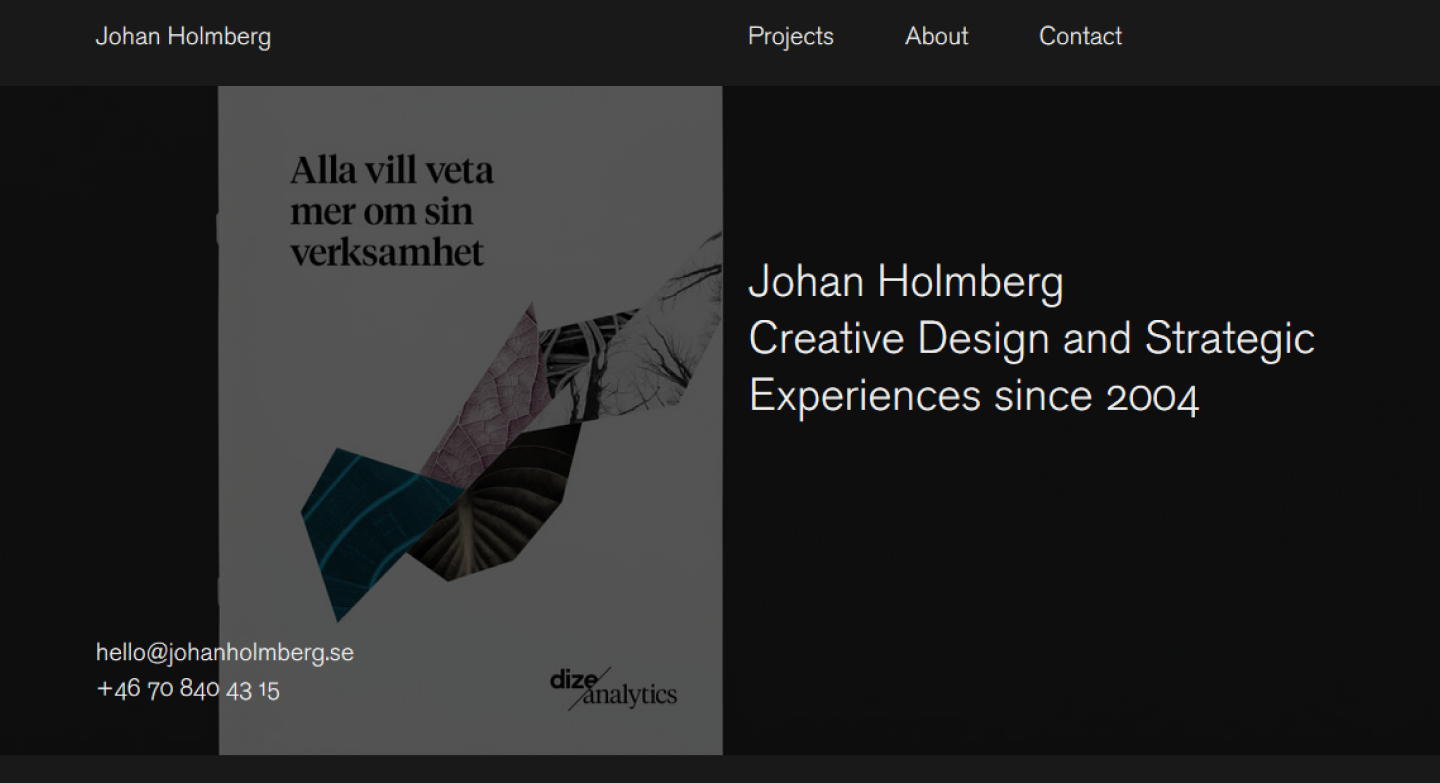 Johan Holmberg
Projects
About
Contact
Alla vill veta
mer om sin
verksamhet
Johan Holmberg
Creative Design and Strategic
Experiences since 2004
hello@johanholmberg.se
+46 70 840 43 15
dize
analytics